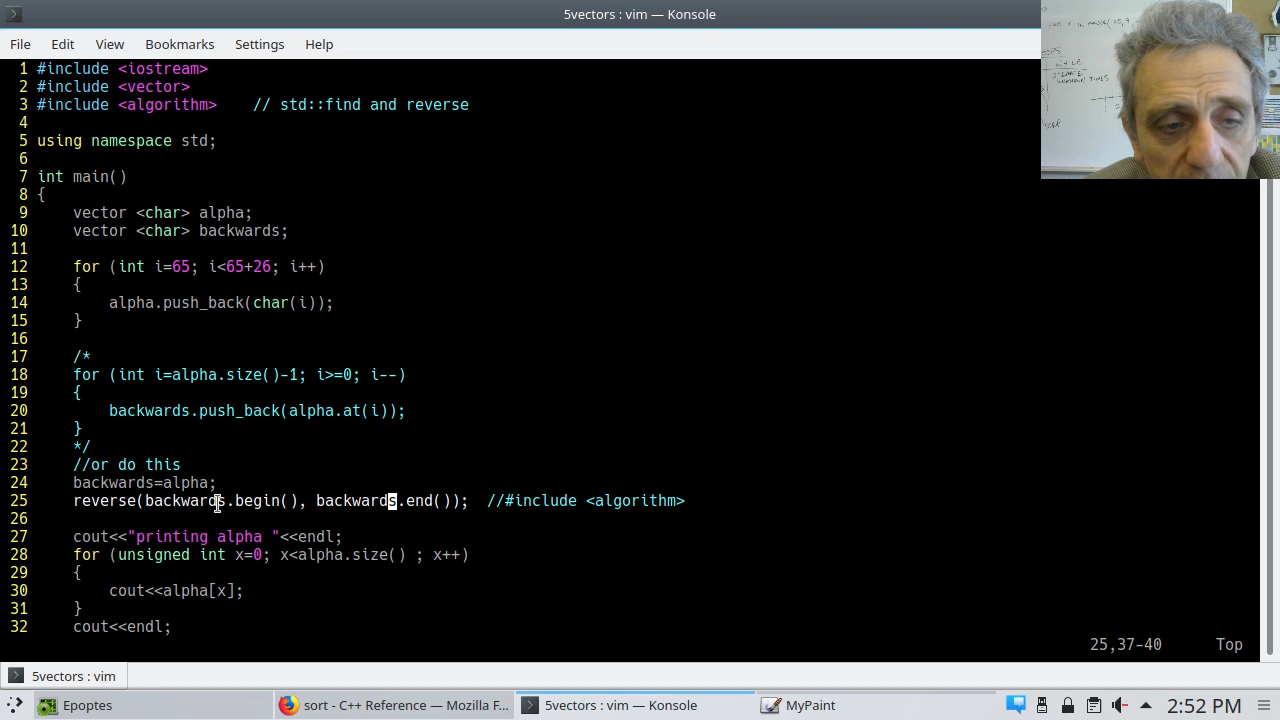 5vectors : vim — Konsole
File Edit View Bookmarks Settings Help
1 #include <iostream>
2 #include <vector>
3 #include <algorithm>    // std::find and reverse
4
5 using namespace std;
6
7 int main()
8 {
9     vector <char> alpha;
10     vector <char> backwards;
11
12     for (int i=65; i<65+26; i++)
13     {
14         alpha.push_back(char(i));
15     }
16
17     /*
18     for (int i=alpha.size()-1; i>=0; i--)
19     {
20         backwards.push_back(alpha.at(i));
21     }
22     */
23     //or do this
24     backwards=alpha;
25     reverse(backwards.begin(), backwards.end());  //#include <algorithm>
26
27     cout<<"printing alpha "<<endl;
28     for (unsigned int x=0; x<alpha.size() ; x++)
29     {
30         cout<<alpha[x];
31     }
32     cout<<endl;
25,37-40 Top
5vectors : vim
Epoptes
sort - C++ Reference — Mozilla F...
5vectors : vim — Konsole
MyPaint
2:52 PM